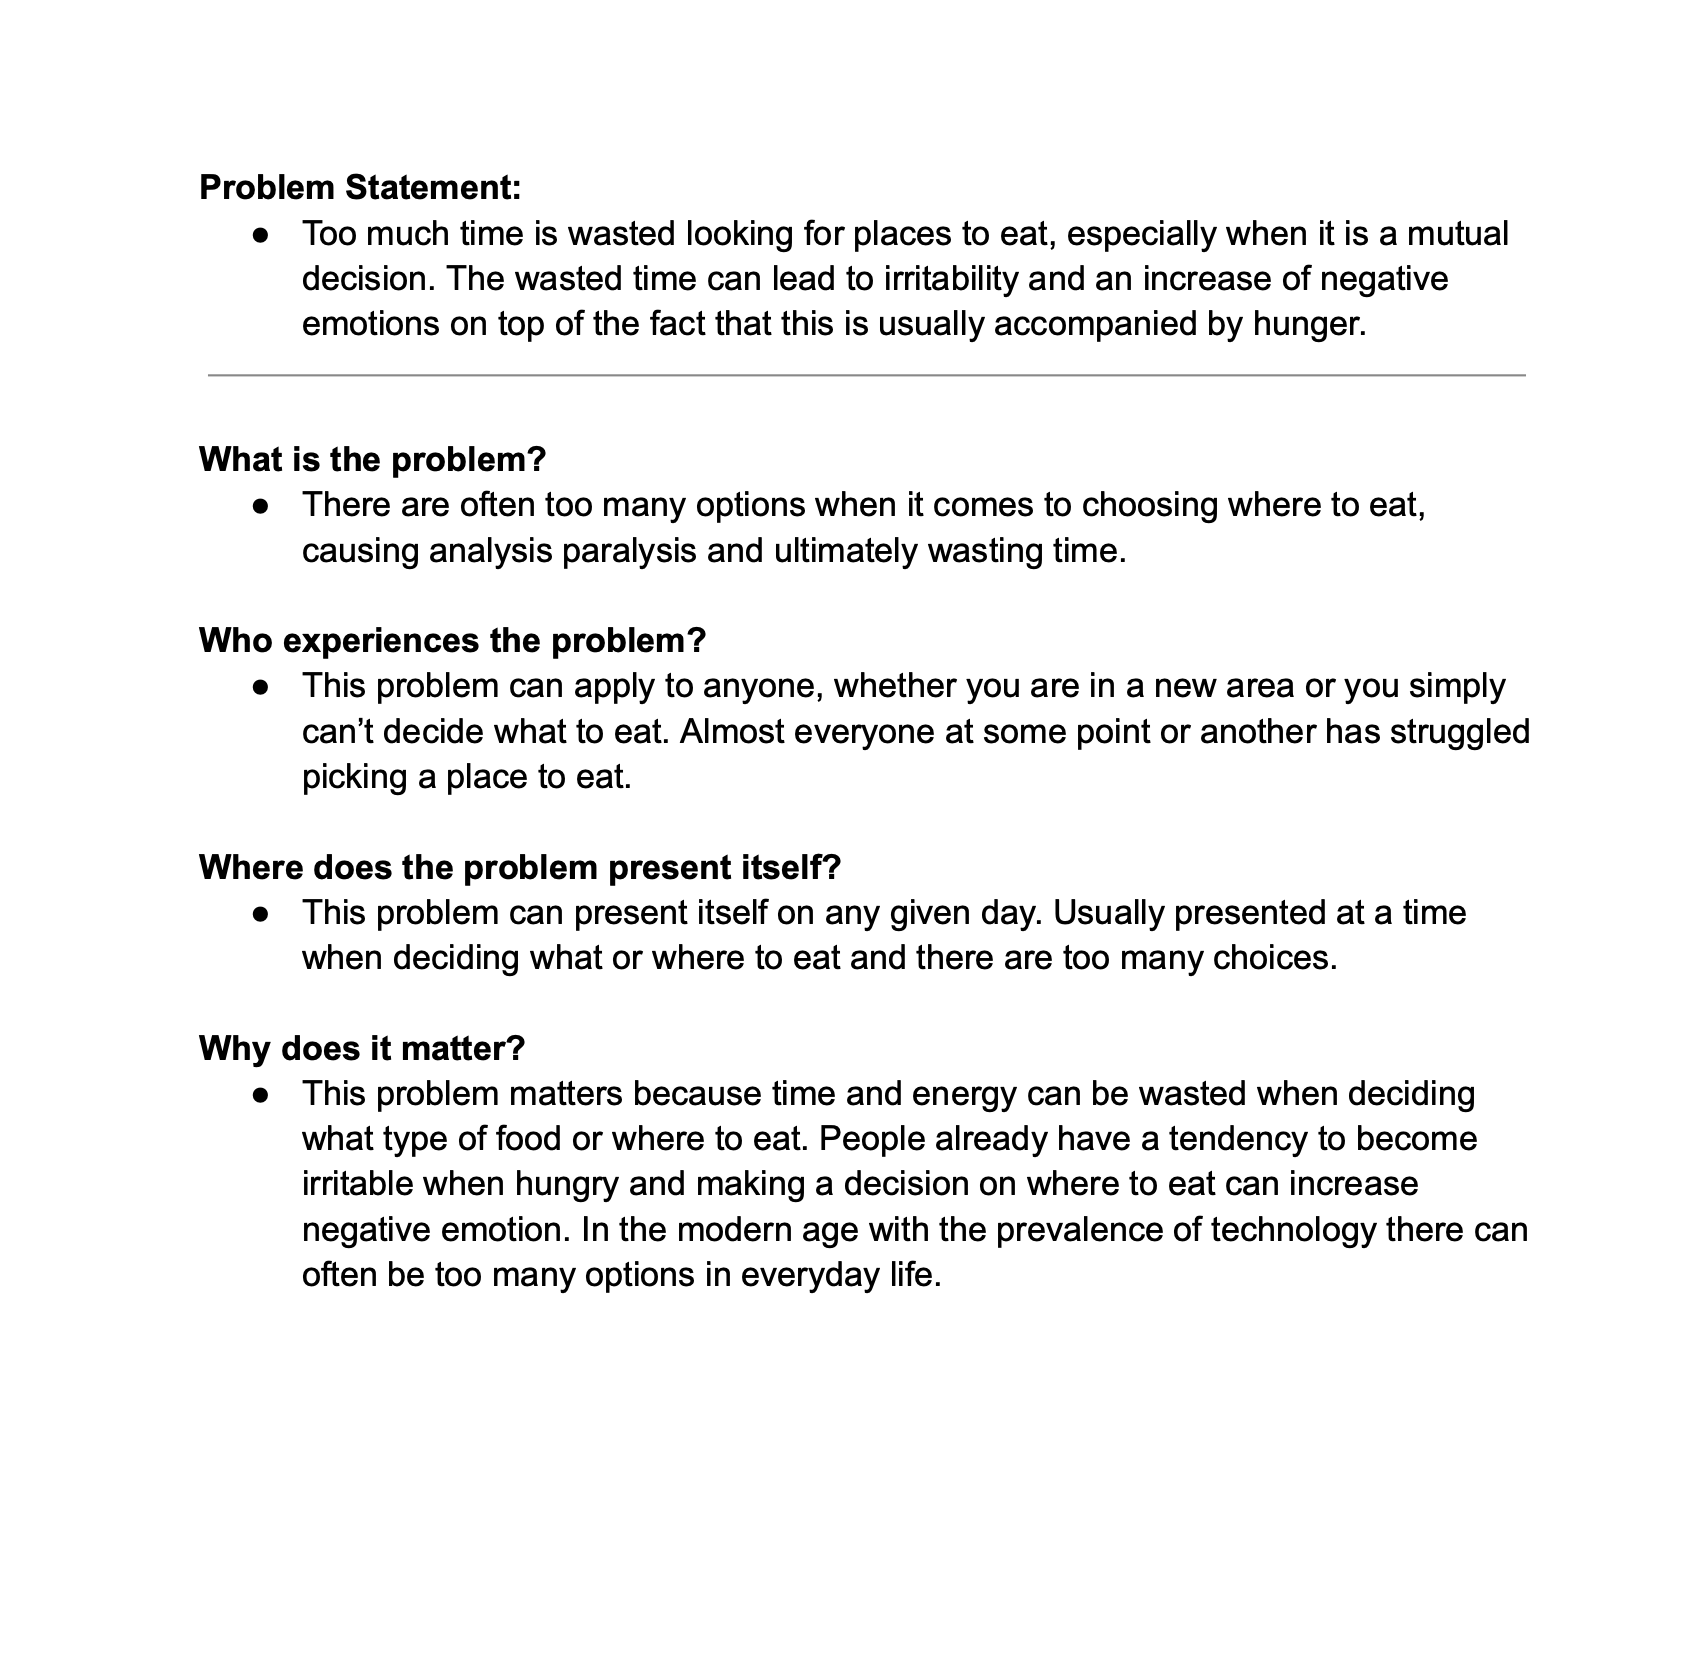 Problem Statement:
● Too much time is wasted looking for places to eat, especially when it is a mutual
decision. The wasted time can lead to irritability and an increase of negative
emotions on top of the fact that this is usually accompanied by hunger.
What is the problem?
● There are often too many options when it comes to choosing where to eat,
causing analysis paralysis and ultimately wasting time.
Who experiences the problem?
● This problem can apply to anyone, whether you are in a new area or you simply
can’t decide what to eat. Almost everyone at some point or another has struggled
picking a place to eat.
Where does the problem present itself?
● This problem can present itself on any given day. Usually presented at a time
when deciding what or where to eat and there are too many choices.
Why does it matter?
● This problem matters because time and energy can be wasted when deciding
what type of food or where to eat. People already have a tendency to become
irritable when hungry and making a decision on where to eat can increase
negative emotion. In the modern age with the prevalence of technology there can
often be too many options in everyday life.